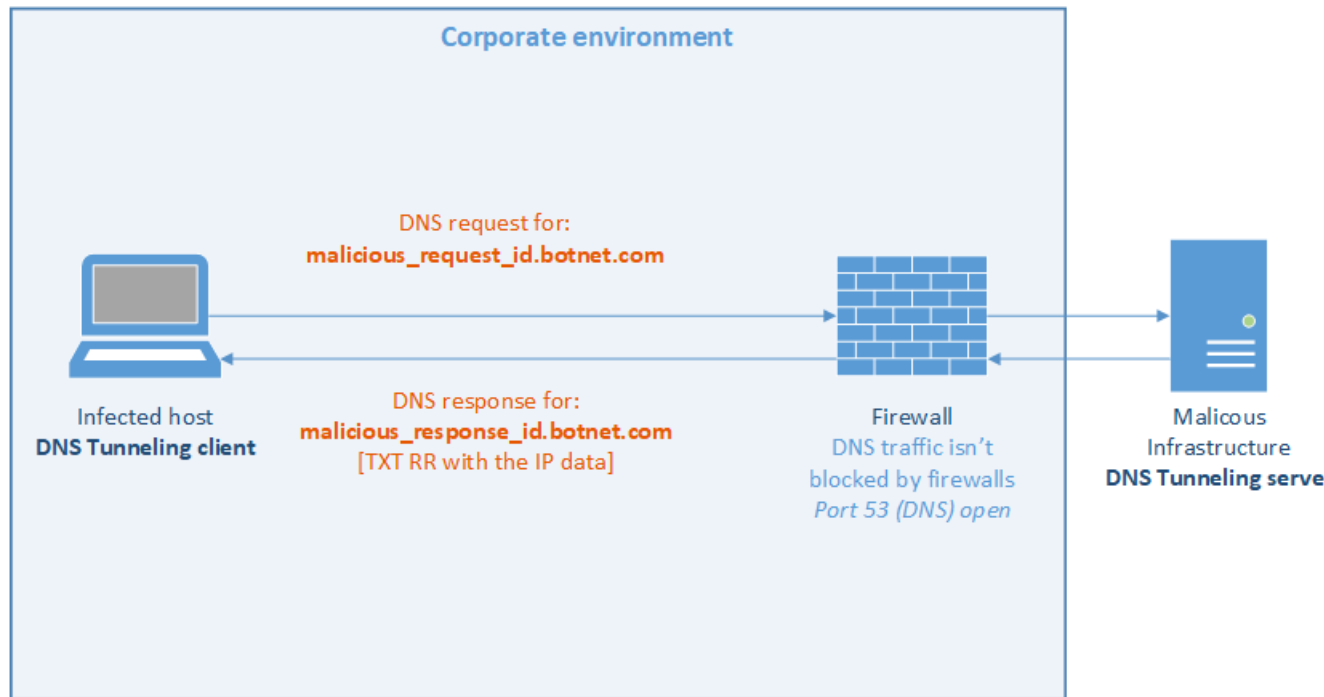 Corporate environment
DNS request for:
malicious_request_id.botnet.com
DNS response for:
malicious_response_id.botnet.com
[TXT RR with the IP data]
Infected host
DNS Tunneling client
Firewall
DNS traffic isn't
blocked by firewalls
Port 53 (DNS) open
Malicous
Infrastructure
DNS Tunneling serve